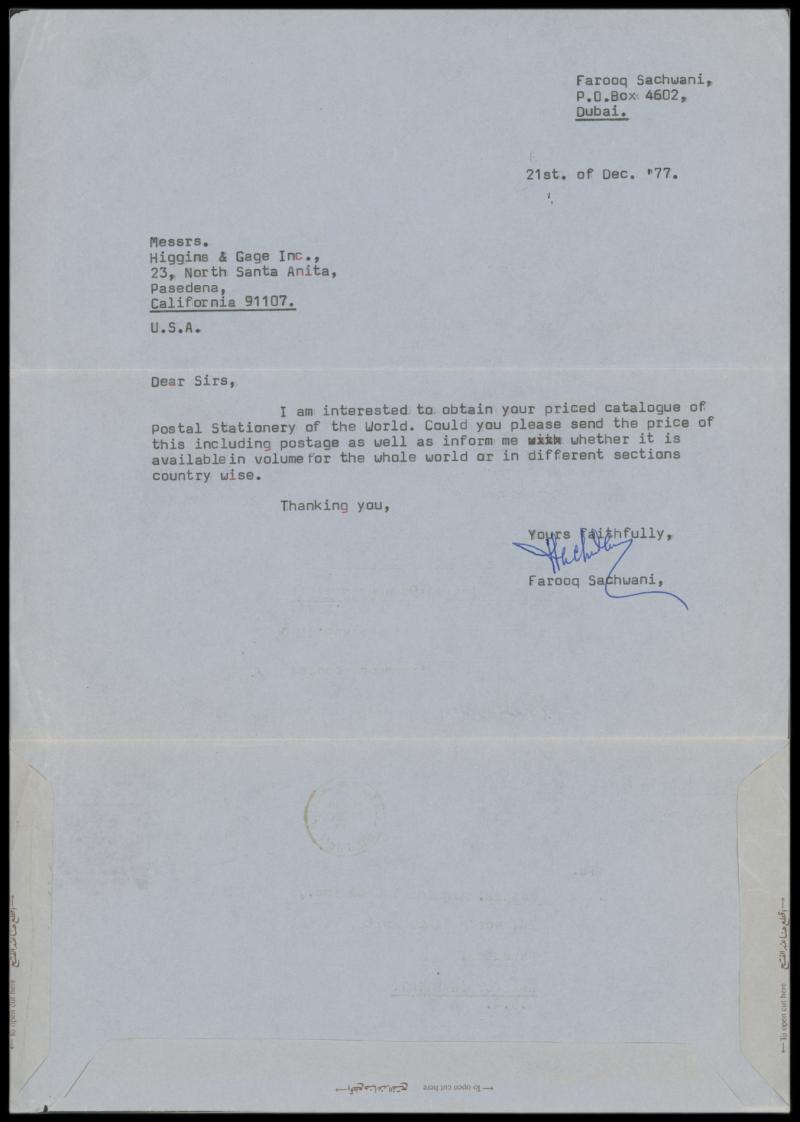 Farooq Sachwani,
P.O.Box 4602,
Dubai.
21st. of Dec. '77.
Messrs.
Higgins & Gage Inc.,
23, North Santa Anita,
Pasedena,
California 91107.
U.S.A.
Dear Sirs,
I am interested to obtain your priced catalogue of
Postal Stationery of the World. Could you please send the price of
this including postage as well as inform me whether it is
available in volume for the whole world or in different sections
country wise.
Thanking you,
Yours faithfully,
Farooq Sachwani,
To open cut here
To open cut here
To open cut here